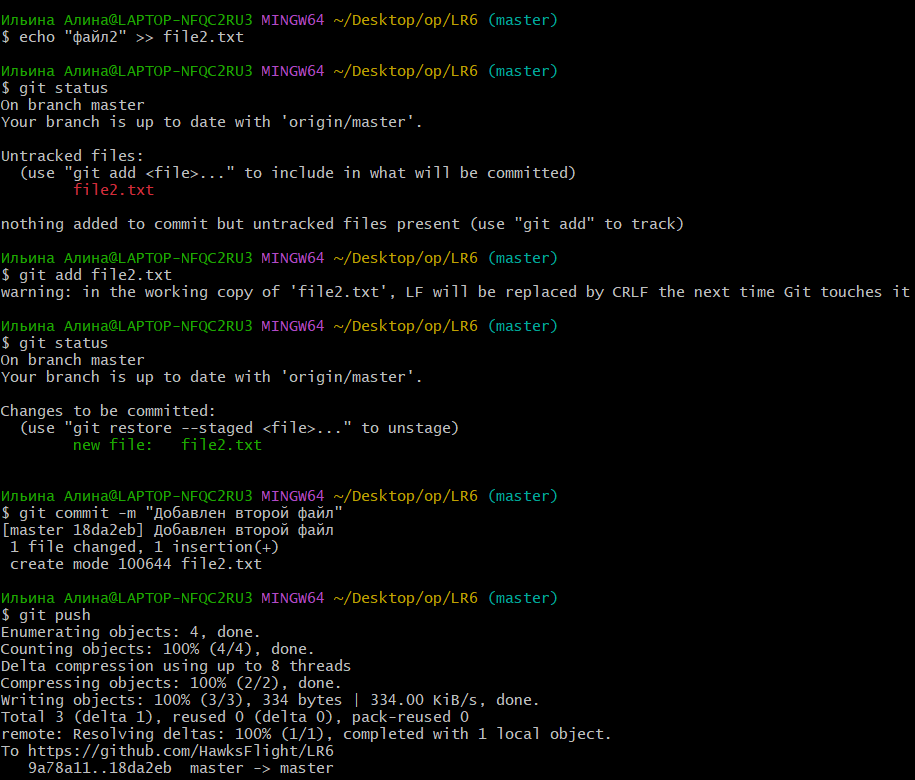 Ильина Алина@LAPTOP-NFQC2RU3 MINGW64 ~/Desktop/op/LR6 (master)
$ echo "файл2" >> file2.txt
Ильина Алина@LAPTOP-NFQC2RU3 MINGW64 ~/Desktop/op/LR6 (master)
$ git status
On branch master
Your branch is up to date with 'origin/master'.
Untracked files:
  (use "git add <file>..." to include in what will be committed)
        file2.txt
nothing added to commit but untracked files present (use "git add" to track)
Ильина Алина@LAPTOP-NFQC2RU3 MINGW64 ~/Desktop/op/LR6 (master)
$ git add file2.txt
warning: in the working copy of 'file2.txt', LF will be replaced by CRLF the next time Git touches it
Ильина Алина@LAPTOP-NFQC2RU3 MINGW64 ~/Desktop/op/LR6 (master)
$ git status
On branch master
Your branch is up to date with 'origin/master'.
Changes to be committed:
  (use "git restore --staged <file>..." to unstage)
        new file:   file2.txt
Ильина Алина@LAPTOP-NFQC2RU3 MINGW64 ~/Desktop/op/LR6 (master)
$ git commit -m "Добавлен второй файл"
[master 18da2eb] Добавлен второй файл
 1 file changed, 1 insertion(+)
 create mode 100644 file2.txt
Ильина Алина@LAPTOP-NFQC2RU3 MINGW64 ~/Desktop/op/LR6 (master)
$ git push
Enumerating objects: 4, done.
Counting objects: 100% (4/4), done.
Delta compression using up to 8 threads
Compressing objects: 100% (2/2), done.
Writing objects: 100% (3/3), 334 bytes | 334.00 KiB/s, done.
Total 3 (delta 1), reused 0 (delta 0), pack-reused 0
remote: Resolving deltas: 100% (1/1), completed with 1 local object.
To https://github.com/HawksFlight/LR6
   9a78a11..18da2eb  master -> master